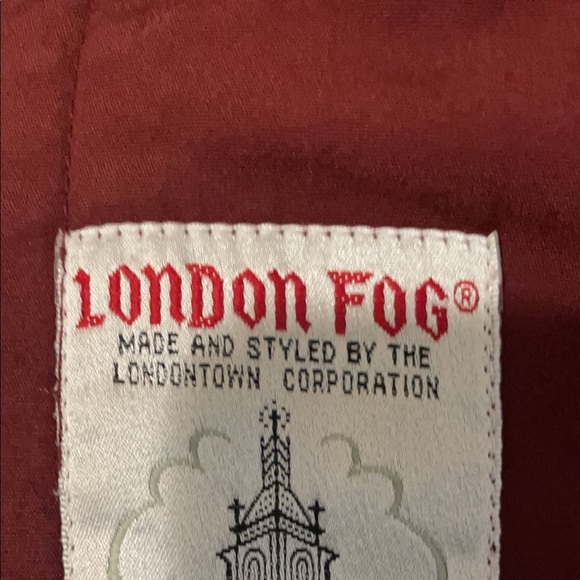 LONDON FOG®
MADE AND STYLED BY THE
LONDONTOWN CORPORATION